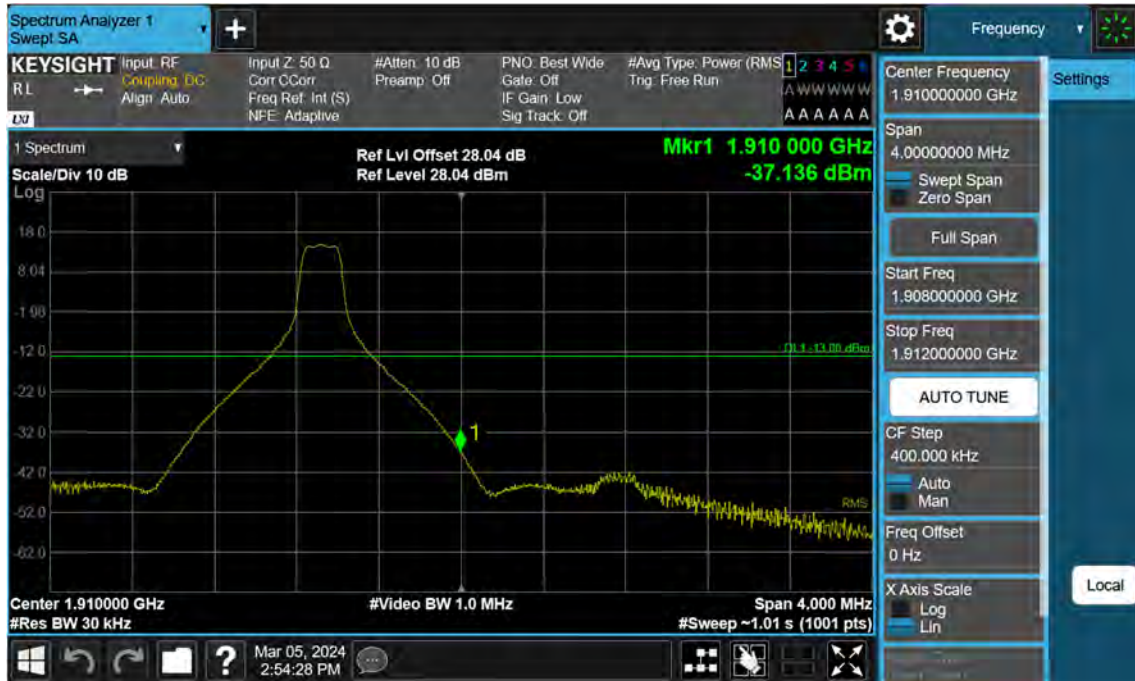 Spectrum Analyzer 1
Swept SA
Frequency
KEYSIGHT
RL
LXI
Input: RF
Coupling: DC
Align: Auto
Input Z: 50 Ω
Corr CCorr
Freq Ref: Int (S)
NFE: Adaptive
#Atten: 10 dB
Preamp: Off
PNO: Best Wide
Gate: Off
IF Gain: Low
Sig Track: Off
#Avg Type: Power (RMS
Trig: Free Run
1 2 3 4 5 6
A W W W W W
A A A A A A
1 Spectrum
Scale/Div 10 dB
Ref Lvl Offset 28.04 dB
Ref Level 28.04 dBm
Mkr1 1.910 000 GHz
-37.136 dBm
Log
18.0
8.04
-1.96
-12.0
-22.0
-32.0
-42.0
-52.0
-62.0
DL1 -13.00 dBm
1
RMS
Center 1.910000 GHz
#Res BW 30 kHz
#Video BW 1.0 MHz
Span 4.000 MHz
#Sweep ~1.01 s (1001 pts)
Center Frequency
1.910000000 GHz
Settings
Span
4.00000000 MHz
Swept Span
Zero Span
Full Span
Start Freq
1.908000000 GHz
Stop Freq
1.912000000 GHz
AUTO TUNE
CF Step
400.000 kHz
Auto
Man
Freq Offset
0 Hz
X Axis Scale
Log
Lin
Local
?
Mar 05, 2024
2:54:28 PM